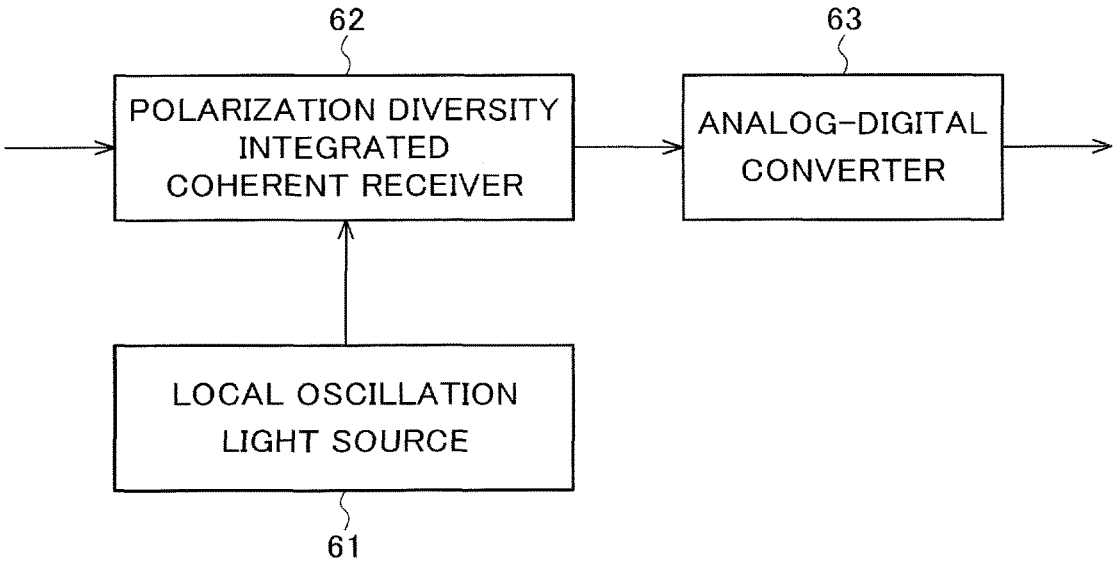 62
63
POLARIZATION DIVERSITY
INTEGRATED
COHERENT RECEIVER
ANALOG-DIGITAL
CONVERTER
LOCAL OSCILLATION
LIGHT SOURCE
61